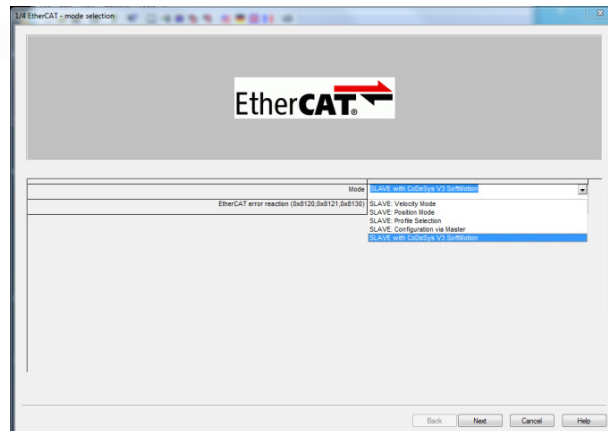 1/4 EtherCAT - mode selection
EtherCAT®
Mode
SLAVE with CoDeSys V3 SoftMotion
EtherCAT error reaction (0x8120,0x8121,0x8130)
SLAVE: Velocity Mode
SLAVE: Position Mode
SLAVE: Profile Selection
SLAVE: Configuration via Master
SLAVE with CoDeSys V3 SoftMotion
Back
Next
Cancel
Help